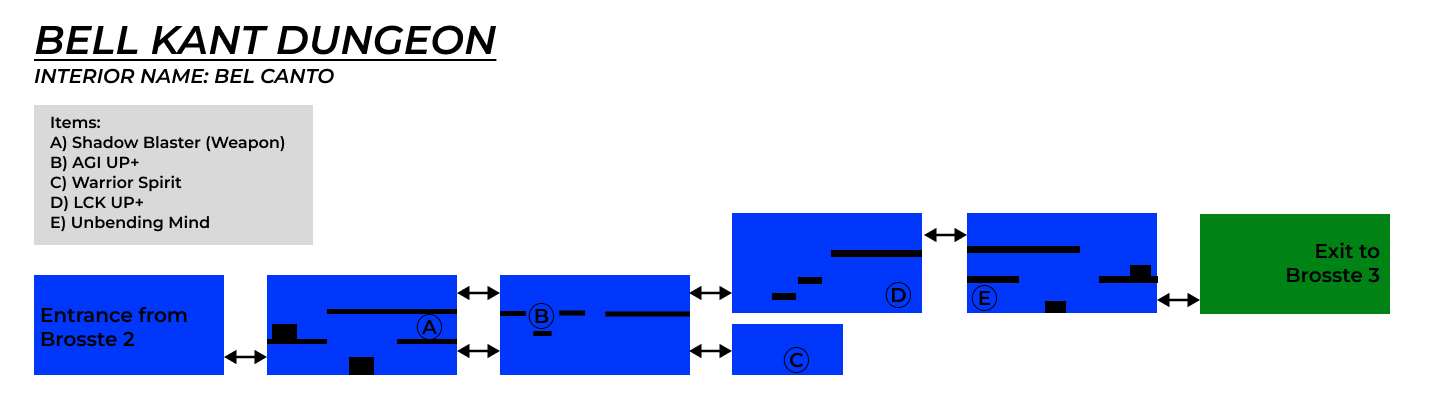 BELL KANT DUNGEON
INTERIOR NAME: BEL CANTO
Items:
A) Shadow Blaster (Weapon)
B) AGI UP+
C) Warrior Spirit
D) LCK UP+
E) Unbending Mind
Entrance from
Brosste 2
A
B
C
D
E
Exit to
Brosste 3